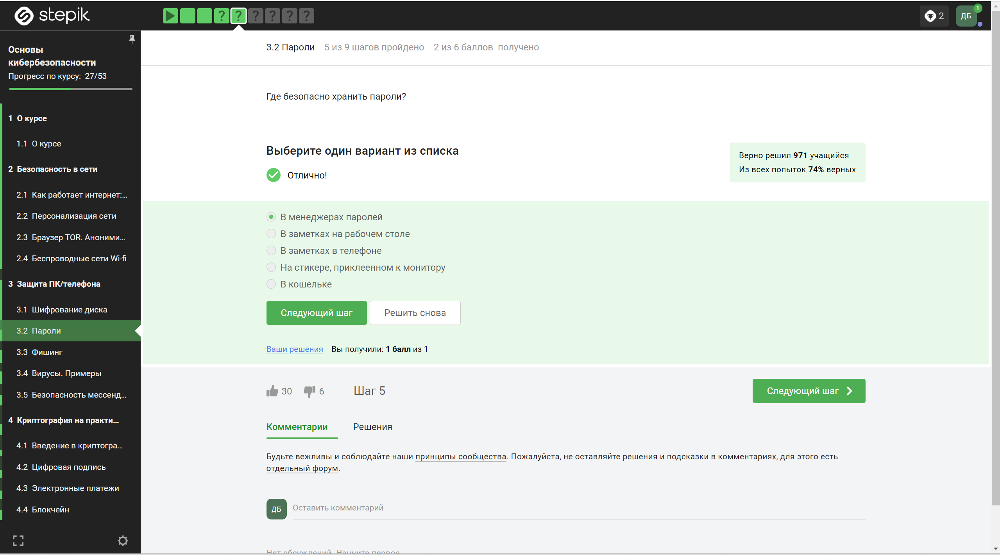 stepik
? ? ? ? ? ?
2
ДБ
1
Основы
кибербезопасности
Прогресс по курсу: 27/53
1 О курсе
1.1 О курсе
2 Безопасность в сети
2.1 Как работает интернет:...
2.2 Персонализация сети
2.3 Браузер TOR. Аноними...
2.4 Беспроводные сети Wi-fi
3 Защита ПК/телефона
3.1 Шифрование диска
3.2 Пароли
3.3 Фишинг
3.4 Вирусы. Примеры
3.5 Безопасность мессенд...
4 Криптография на практи...
4.1 Введение в криптогра...
4.2 Цифровая подпись
4.3 Электронные платежи
4.4 Блокчейн
3.2 Пароли 5 из 9 шагов пройдено 2 из 6 баллов получено
Где безопасно хранить пароли?
Выберите один вариант из списка
Отлично!
Верно решил 971 учащийся
Из всех попыток 74% верных
В менеджерах паролей
В заметках на рабочем столе
В заметках в телефоне
На стикере, приклеенном к монитору
В кошельке
Следующий шаг
Решить снова
Ваши решения Вы получили: 1 балл из 1
30 6 Шаг 5
Следующий шаг
Комментарии Решения
Будьте вежливы и соблюдайте наши принципы сообщества. Пожалуйста, не оставляйте решения и подсказки в комментариях, для этого есть
отдельный форум.
ДБ
Оставить комментарий
Нет обсуждений. Начните первое.